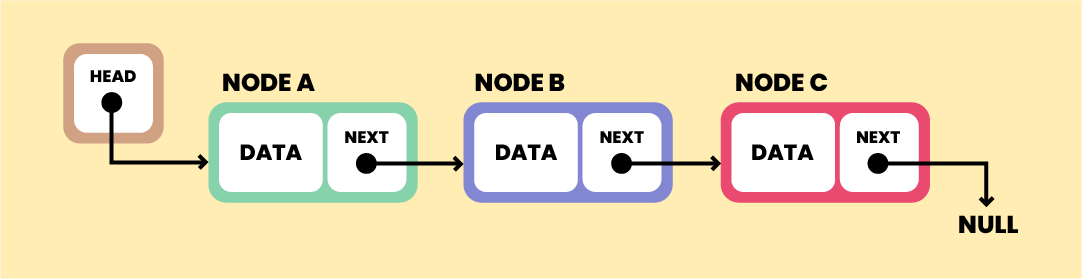 HEAD
NODE A
NODE B
NODE C
DATA
NEXT
DATA
NEXT
DATA
NEXT
NULL